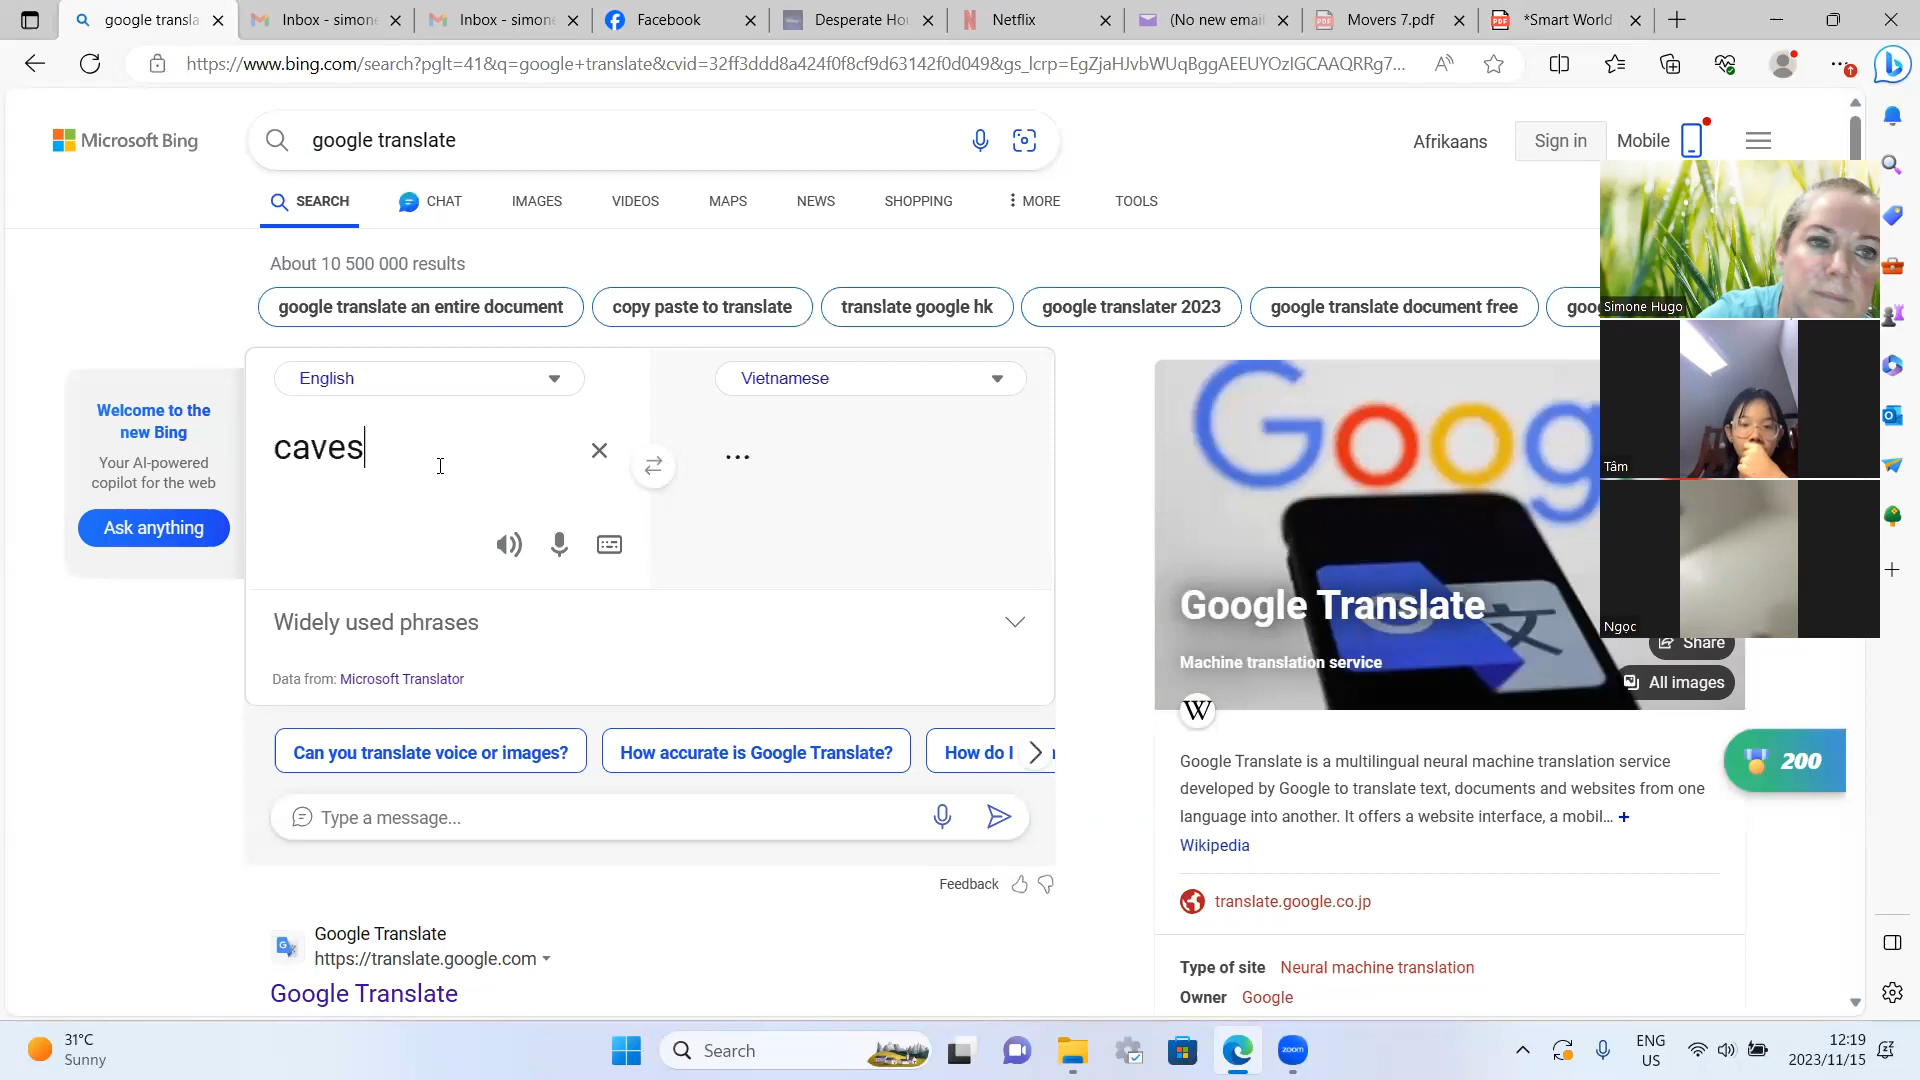 google transla
Inbox - simone
Inbox - simone
Facebook
Desperate Hou
Netflix
(No new email
Movers 7.pdf
*Smart World
https://www.bing.com/search?pglt=41&q=google+translate&cvid=32ff3ddd8a424f0f8cf9d63142f0d049&gs_lcrp=EgZjaHJvbWUqBggAEEUYOzIGCAAQRRg7...
Microsoft Bing
google translate
Afrikaans
Sign in
Mobile
SEARCH
CHAT
IMAGES
VIDEOS
MAPS
NEWS
SHOPPING
MORE
TOOLS
About 10 500 000 results
google translate an entire document
copy paste to translate
translate google hk
google translater 2023
google translate document free
goo
Simone Hugo
Tâm
Ngọc
Welcome to the
new Bing
Your AI-powered
copilot for the web
Ask anything
English
Vietnamese
caves
...
Widely used phrases
Data from: Microsoft Translator
Can you translate voice or images?
How accurate is Google Translate?
How do I
Type a message...
Feedback
Google Translate
https://translate.google.com
Google Translate
Goog
Google Translate
Machine translation service
Share
All images
W
Google Translate is a multilingual neural machine translation service
developed by Google to translate text, documents and websites from one
language into another. It offers a website interface, a mobil... +
Wikipedia
translate.google.co.jp
Type of site Neural machine translation
Owner Google
200
31°C
Sunny
Search
zoom
ENG
US
12:19
2023/11/15